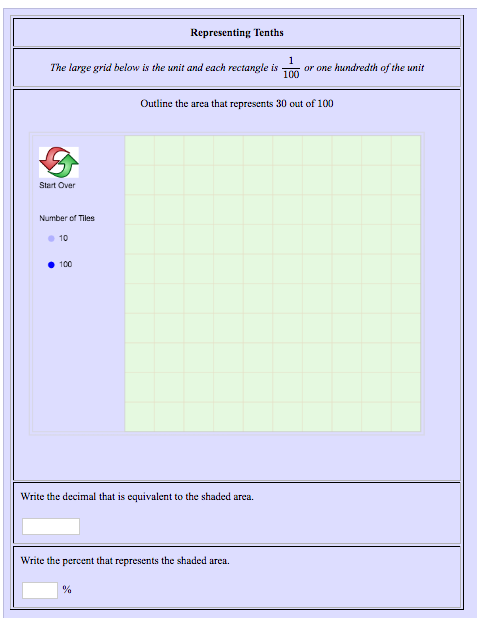 Representing Tenths
The large grid below is the unit and each rectangle is 1/100 or one hundredth of the unit
Outline the area that represents 30 out of 100
Start Over
Number of Tiles
10
100
Write the decimal that is equivalent to the shaded area.
Write the percent that represents the shaded area.
%